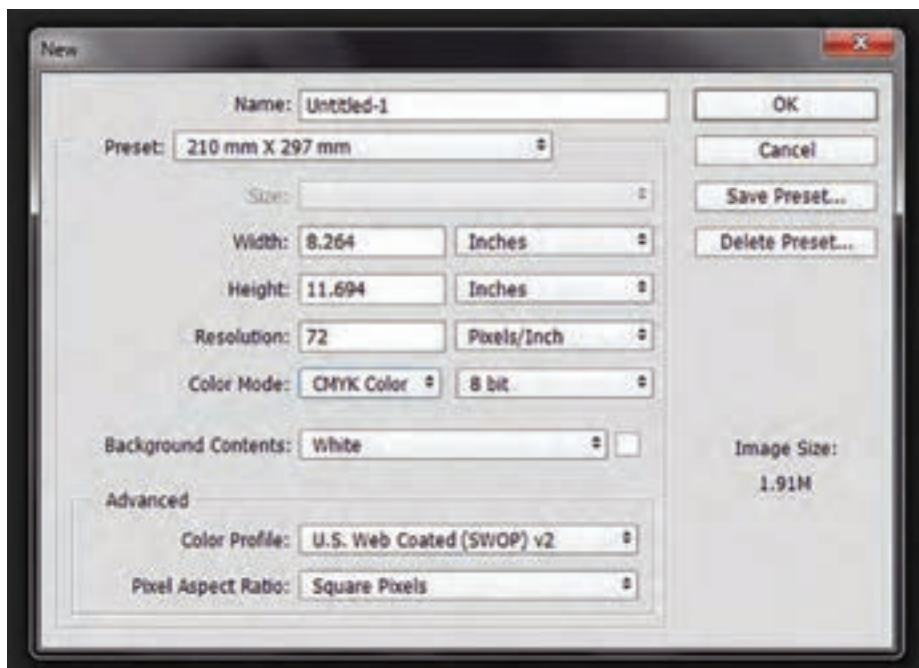 New
Name: Untitled-1
OK
Preset: 210 mm X 297 mm
Cancel
Size:
Save Preset...
Width: 8.264 Inches
Delete Preset...
Height: 11.694 Inches
Resolution: 72 Pixels/Inch
Color Mode: CMYK Color 8 bit
Background Contents: White
Image Size:
1.91M
Advanced
Color Profile: U.S. Web Coated (SWOP) v2
Pixel Aspect Ratio: Square Pixels